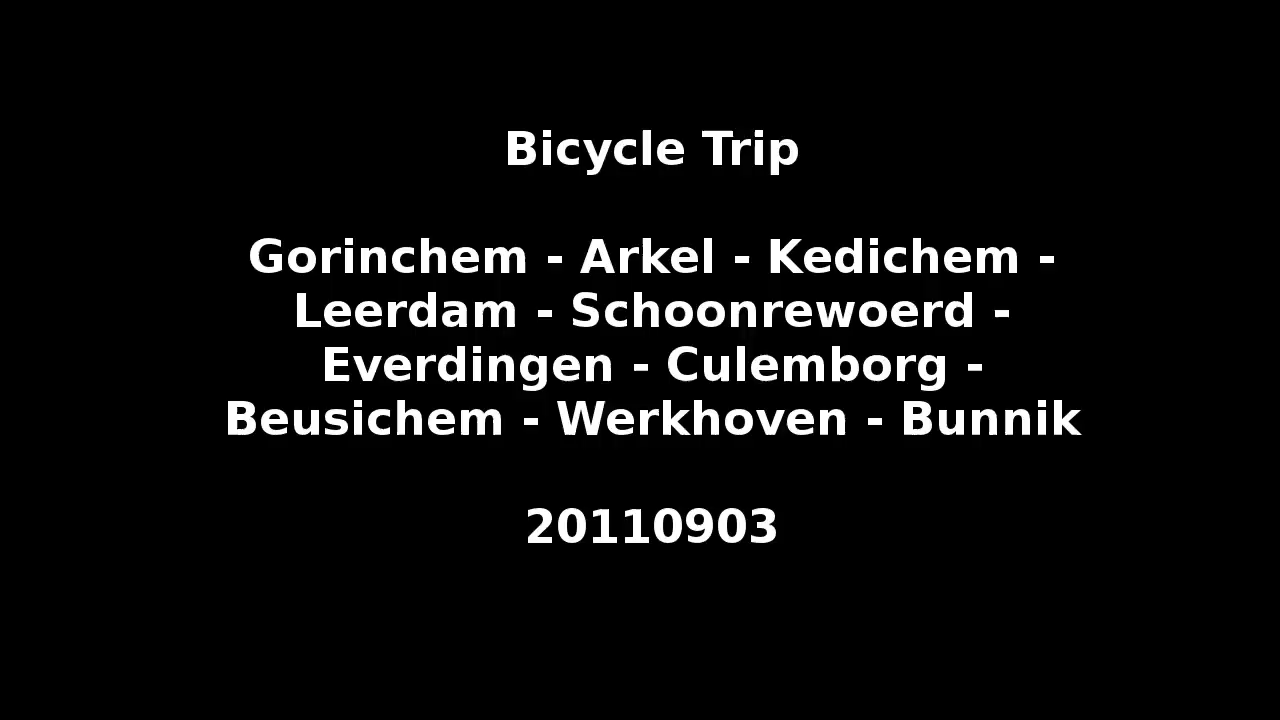 Bicycle Trip
Gorinchem - Arkel - Kedichem -
Leerdam - Schoonrewoerd -
Everdingen - Culemborg -
Beusichem - Werkhoven - Bunnik
20110903